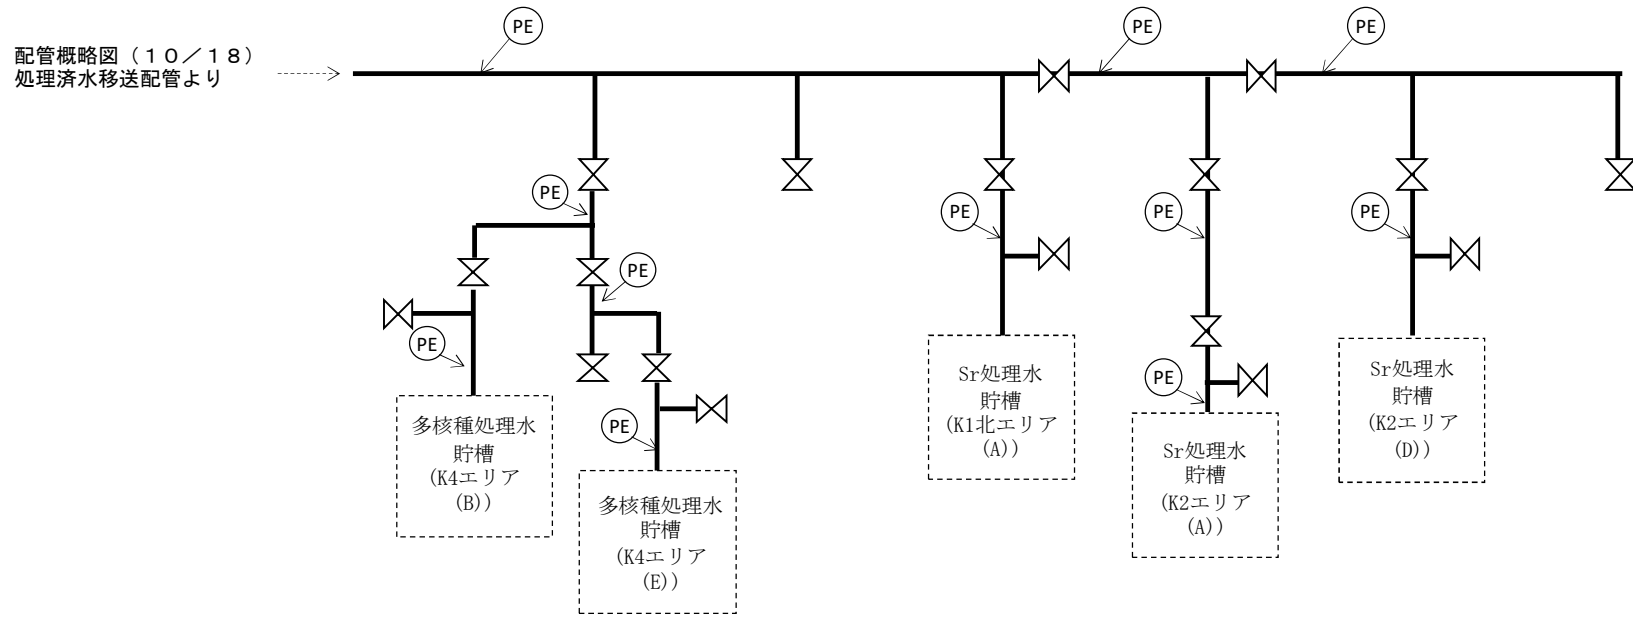 PE
PE
PE
配管概略図（１０／１８）
処理済水移送配管より
PE
PE
PE
PE
PE
PE
PE
PE
多核種処理水
貯槽
(K4エリア
(B))
多核種処理水
貯槽
(K4エリア
(E))
Sr処理水
貯槽
(K1北エリア
(A))
Sr処理水
貯槽
(K2エリア
(A))
Sr処理水
貯槽
(K2エリア
(D))